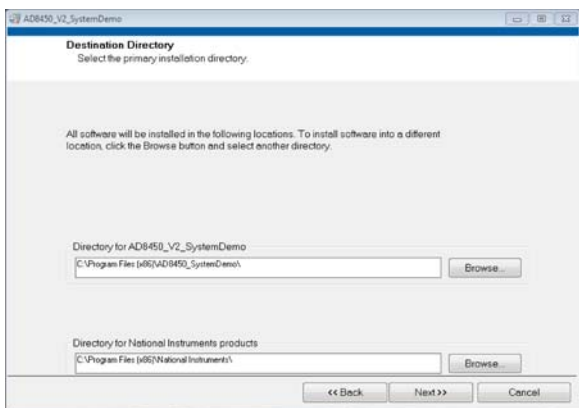 AD8450_V2_SystemDemo
Destination Directory
Select the primary installation directory.
All software will be installed in the following locations. To install software into a different
location, click the Browse button and select another directory.
Directory for AD8450_V2_SystemDemo
C:\Program Files (x86)\AD8450_SystemDemo\
Browse...
Directory for National Instruments products
C:\Program Files (x86)\National Instruments\
Browse...
<< Back
Next >>
Cancel